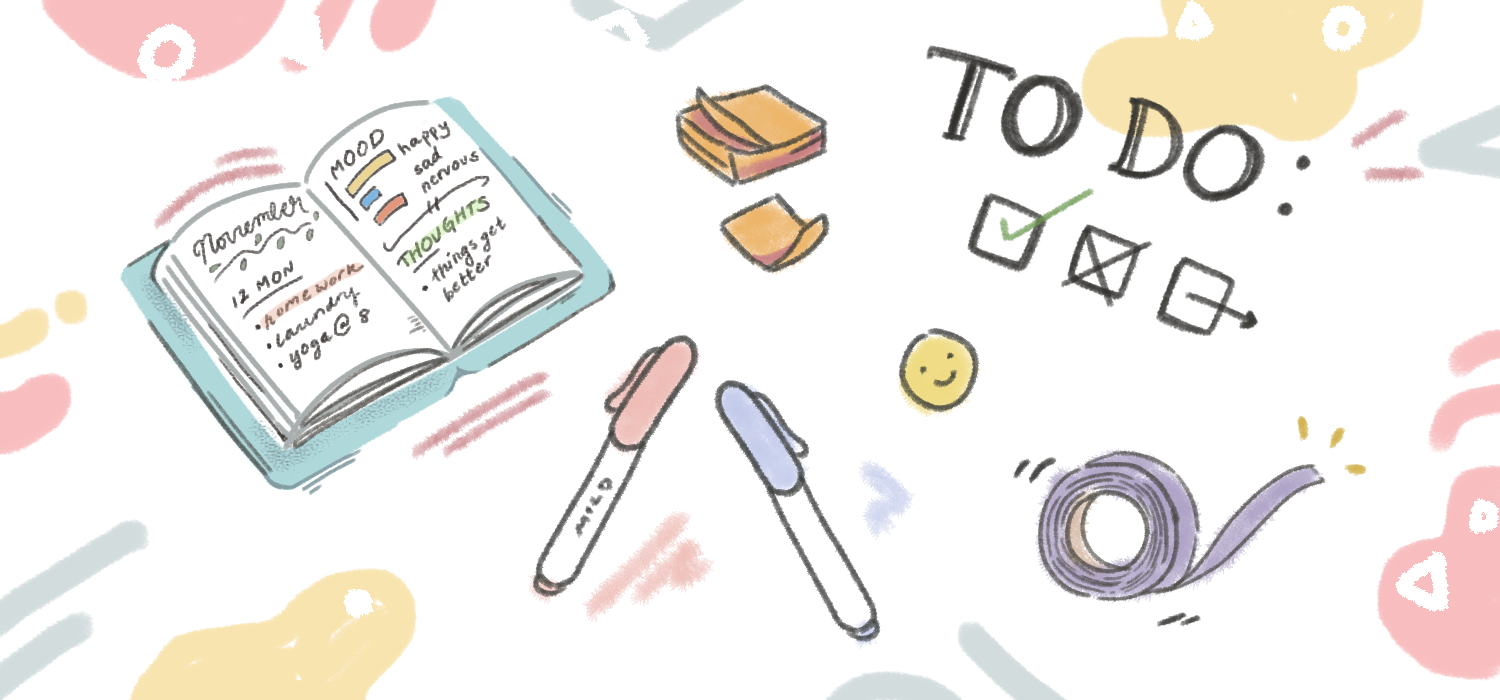 November
12 MON
• homework
• laundry
• yoga @ 8
MOOD
happy
sad
nervous
THOUGHTS
• things get
better
MILD
TO DO: